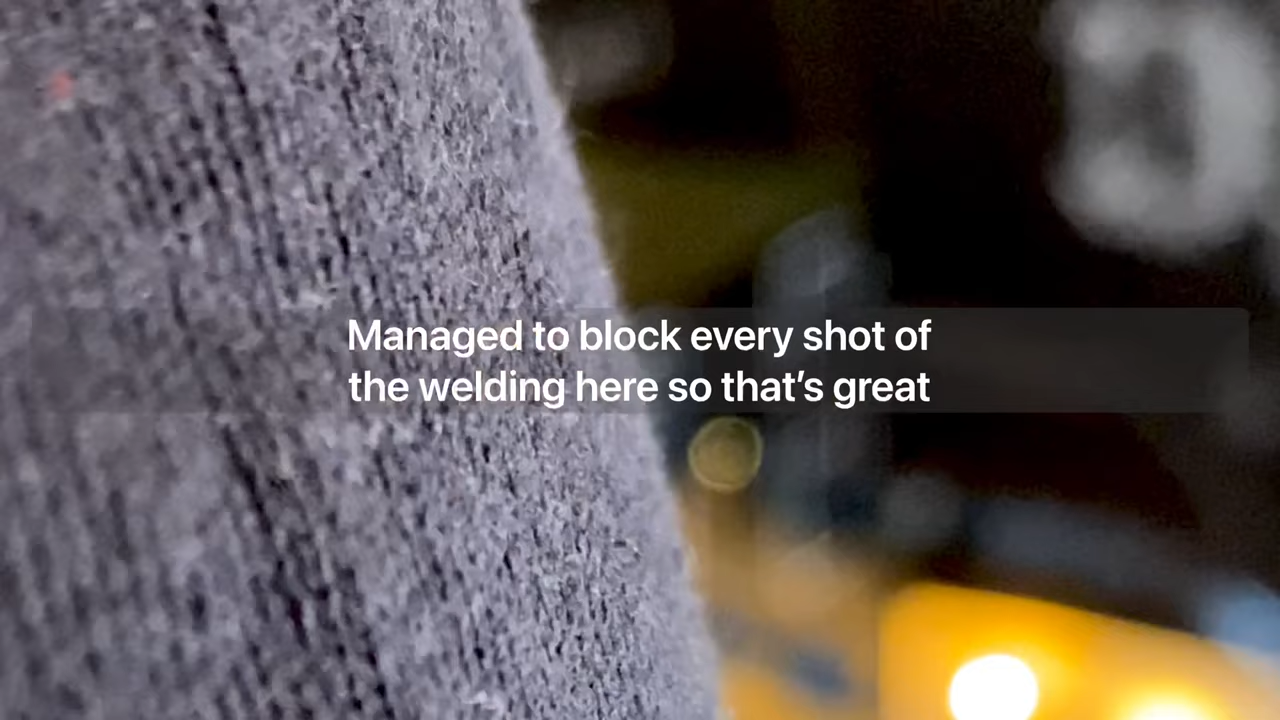 Managed to block every shot of
the welding here so that’s great